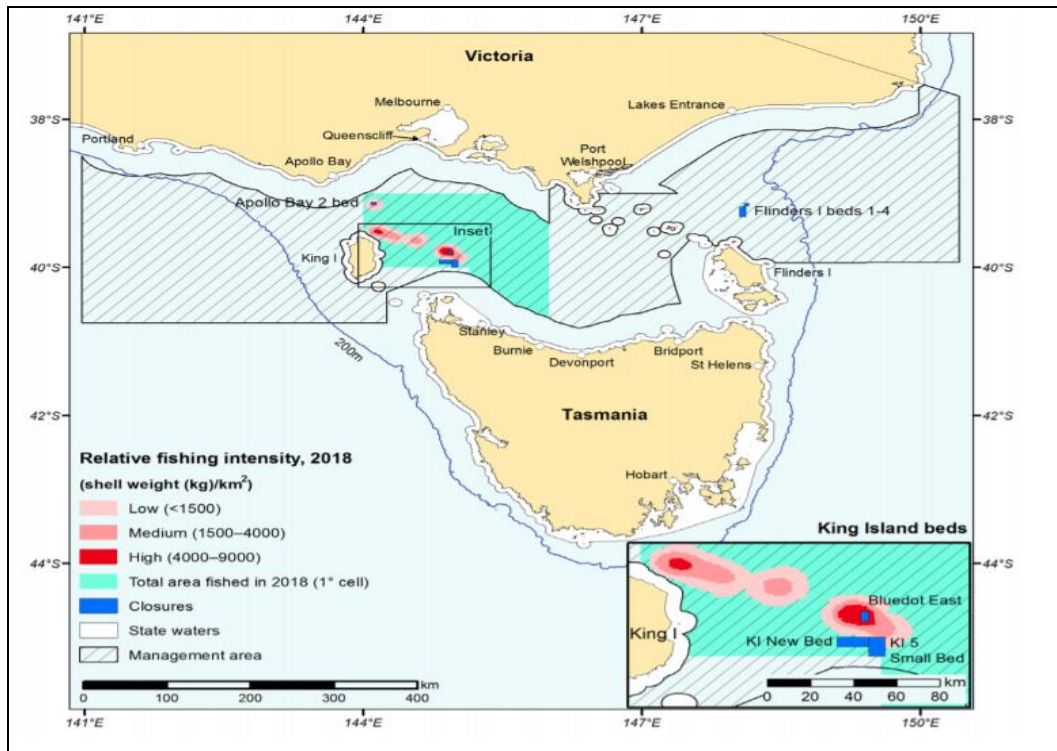 141°E 144°E 147°E 150°E
Victoria
Melbourne
Lakes Entrance
38°S 38°S
Queenscliff
Portland
Port
Welshpool
Apollo Bay
Apollo Bay 2 bed
Flinders I beds 1-4
Inset
King I
40°S 40°S
Flinders I
200m
Stanley
Burnie
Bridport
Devonport
St Helens
42°S 42°S
Tasmania
Relative fishing intensity, 2018
(shell weight (kg)/km²)
Hobart
Low (<1500)
Medium (1500–4000)
King Island beds
High (4000–9000)
44°S 44°S
Total area fished in 2018 (1° cell)
Closures
Bluedot East
State waters
King I
KI New Bed
KI 5
Management area
Small Bed
km
0 100 200 300 400
km
0 20 40 60 80
141°E 144°E 147°E 150°E